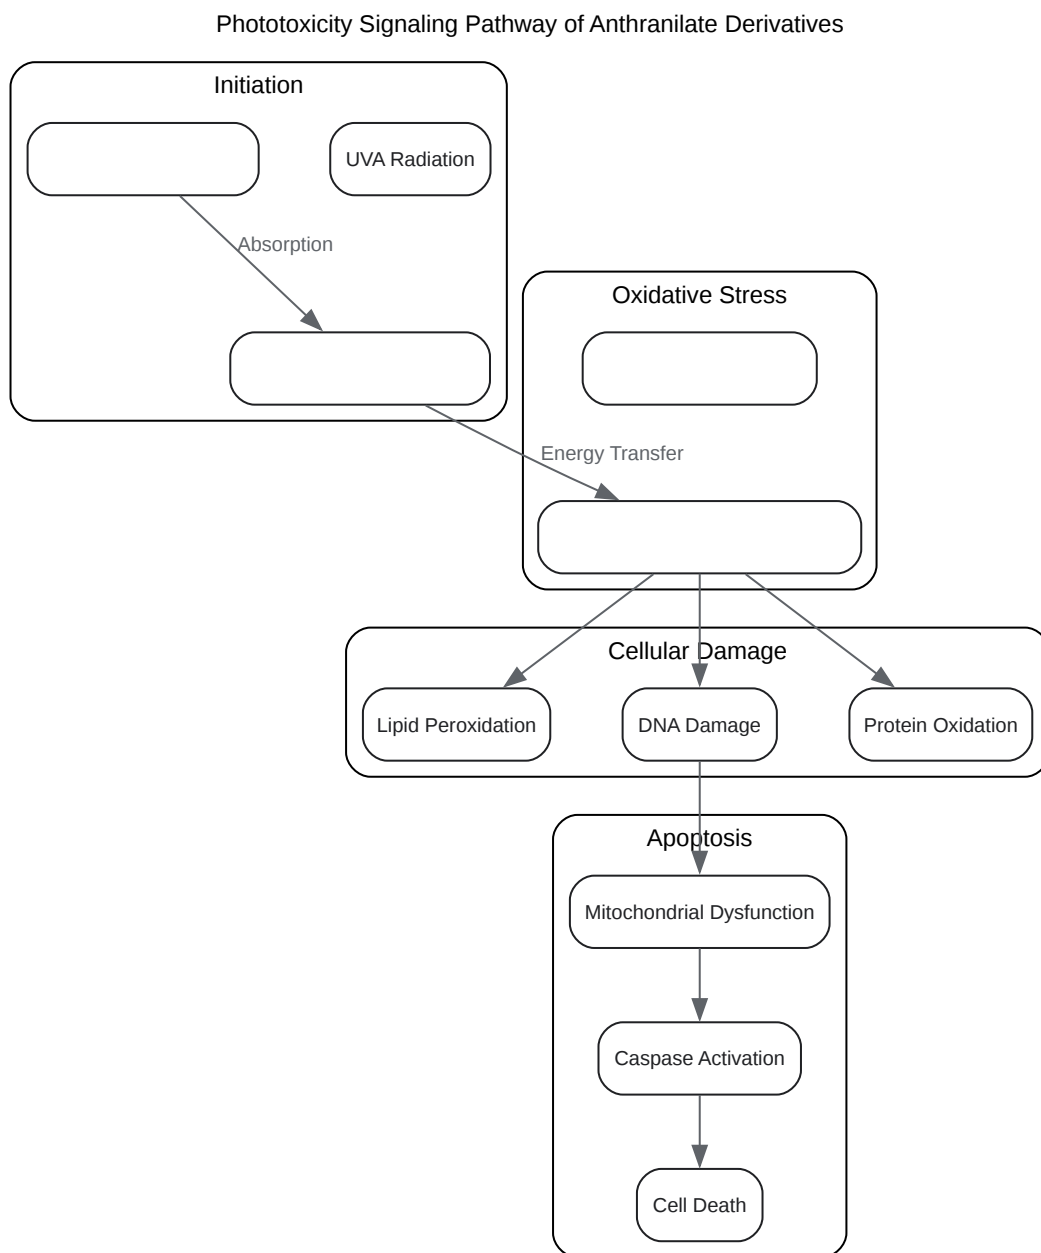 Phototoxicity Signaling Pathway of Anthranilate Derivatives
Initiation
UVA Radiation
Absorption
Oxidative Stress
Energy Transfer
Cellular Damage
Lipid Peroxidation
DNA Damage
Protein Oxidation
Apoptosis
Mitochondrial Dysfunction
Caspase Activation
Cell Death